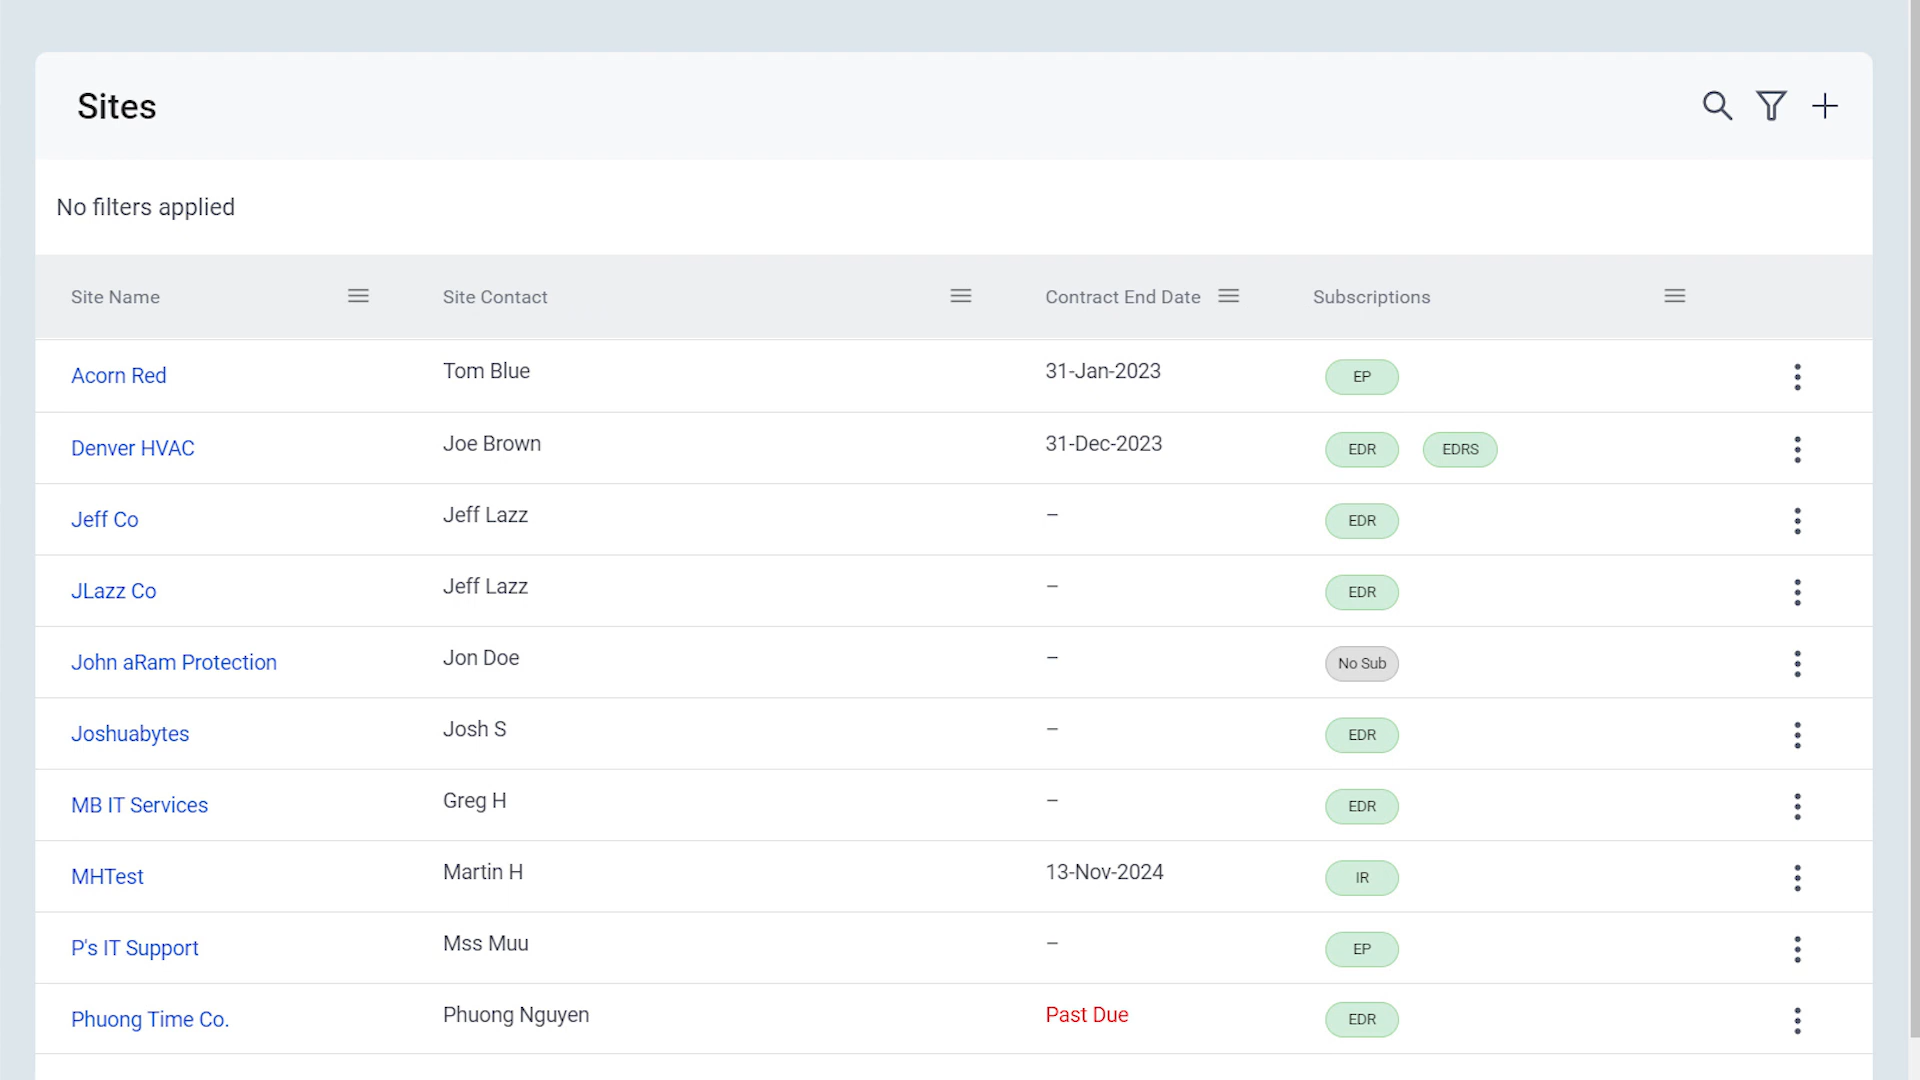 Sites
No filters applied
Site Name Site Contact Contract End Date Subscriptions
Acorn Red Tom Blue 31-Jan-2023 EP
Denver HVAC Joe Brown 31-Dec-2023 EDR EDRS
Jeff Co Jeff Lazz – EDR
JLazz Co Jeff Lazz – EDR
John aRam Protection Jon Doe – No Sub
Joshuabytes Josh S – EDR
MB IT Services Greg H – EDR
MHTest Martin H 13-Nov-2024 IR
P's IT Support Mss Muu – EP
Phuong Time Co. Phuong Nguyen Past Due EDR